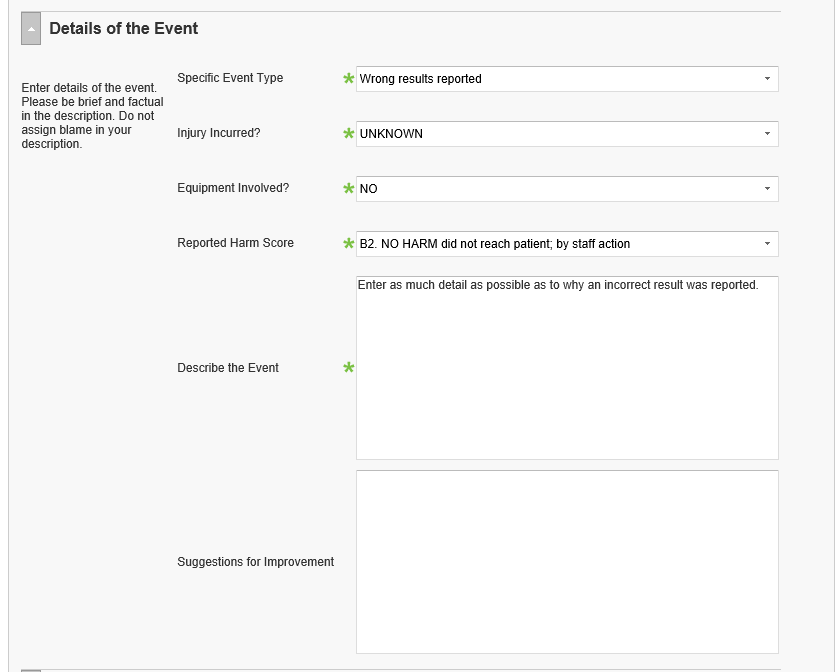 Details of the Event
Enter details of the event.
Please be brief and factual
in the description. Do not
assign blame in your
description.
Specific Event Type * Wrong results reported
Injury Incurred? * UNKNOWN
Equipment Involved? * NO
Reported Harm Score * B2. NO HARM did not reach patient; by staff action
Describe the Event * Enter as much detail as possible as to why an incorrect result was reported.
Suggestions for Improvement